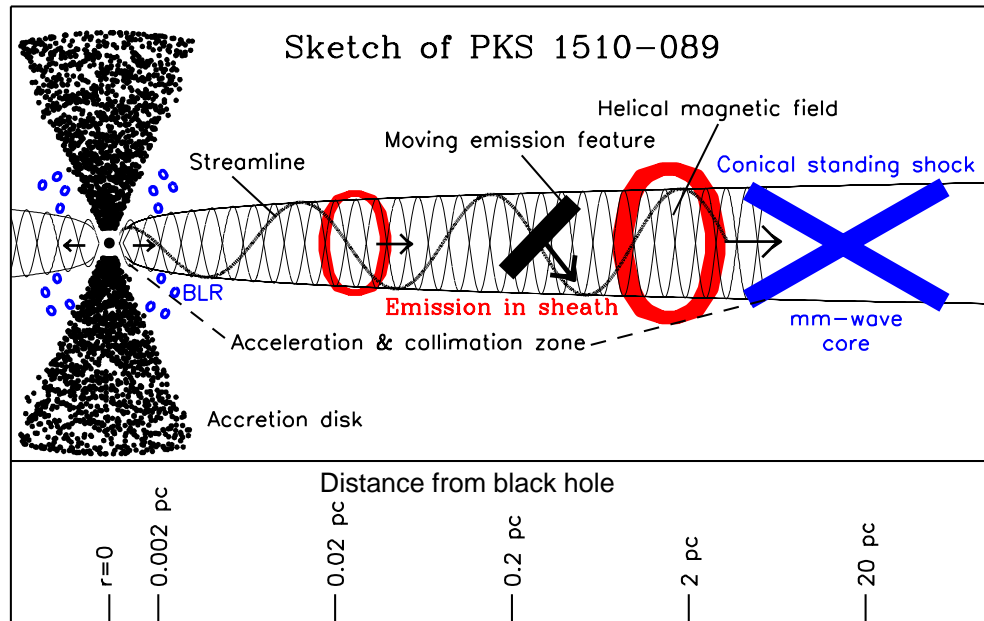 Sketch of PKS 1510-089
Helical magnetic field
Moving emission feature
Streamline
Conical standing shock
BLR
Emission in sheath
mm-wave
core
Acceleration & collimation zone
Accretion disk
Distance from black hole
r=0
0.002 pc
0.02 pc
0.2 pc
2 pc
20 pc